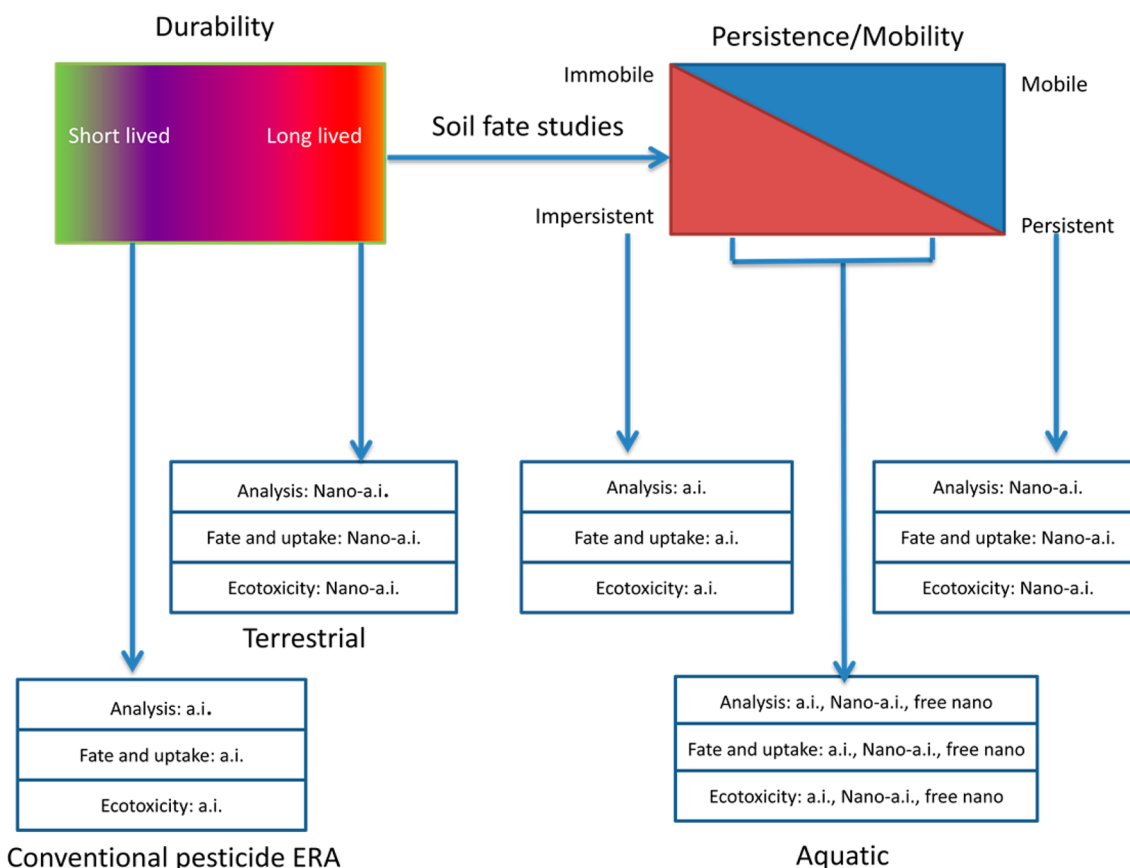 Durability
Persistence/Mobility
Immobile
Mobile
Short lived
Long lived
Soil fate studies
Impersistent
Persistent
Analysis: Nano-a.i.
Fate and uptake: Nano-a.i.
Ecotoxicity: Nano-a.i.
Terrestrial
Analysis: a.i.
Fate and uptake: a.i.
Ecotoxicity: a.i.
Analysis: Nano-a.i.
Fate and uptake: Nano-a.i.
Ecotoxicity: Nano-a.i.
Analysis: a.i.
Fate and uptake: a.i.
Ecotoxicity: a.i.
Conventional pesticide ERA
Analysis: a.i., Nano-a.i., free nano
Fate and uptake: a.i., Nano-a.i., free nano
Ecotoxicity: a.i., Nano-a.i., free nano
Aquatic